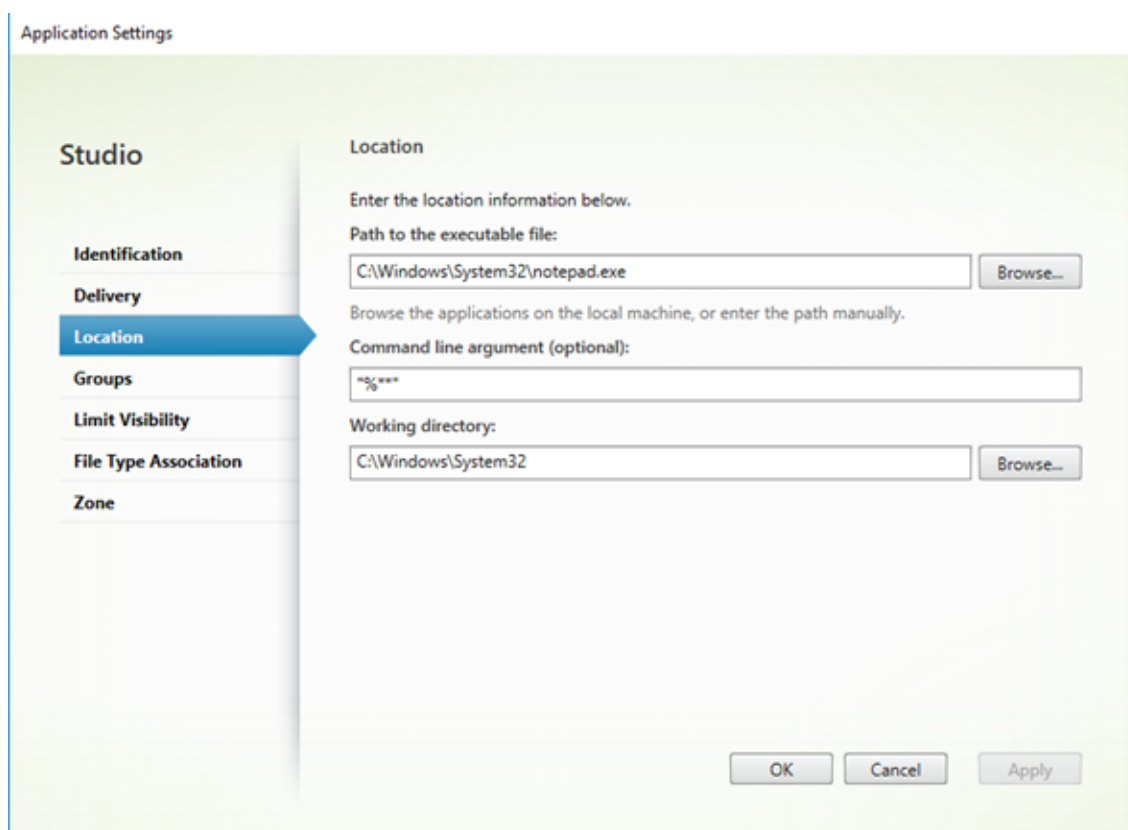 Application Settings
Studio
Identification
Delivery
Location
Groups
Limit Visibility
File Type Association
Zone
Location
Enter the location information below.
Path to the executable file:
C:\Windows\System32\notepad.exe
Browse...
Browse the applications on the local machine, or enter the path manually.
Command line argument (optional):
"%**"
Working directory:
C:\Windows\System32
Browse...
OK
Cancel
Apply